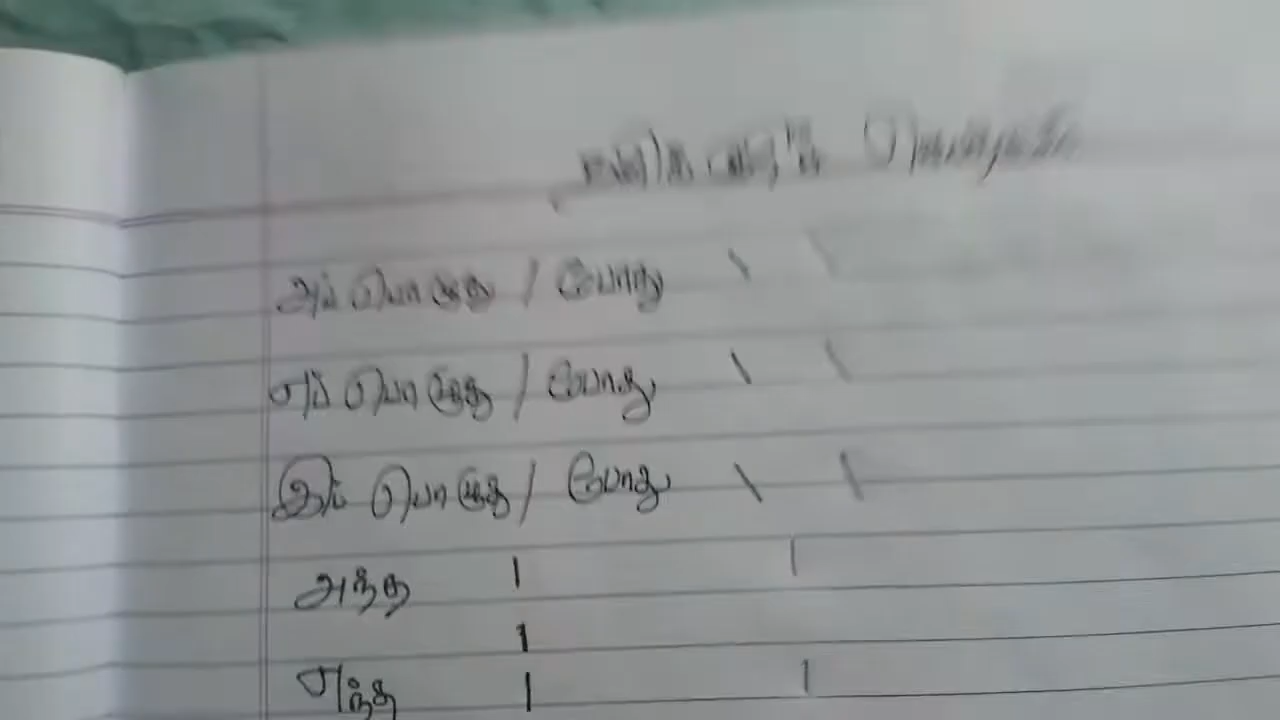 அப் பொழுது / போது \ \
எப் பொழுது / போது \ \
இப் பொழுது / போது \ \
அந்த | |
|
எந்த | |